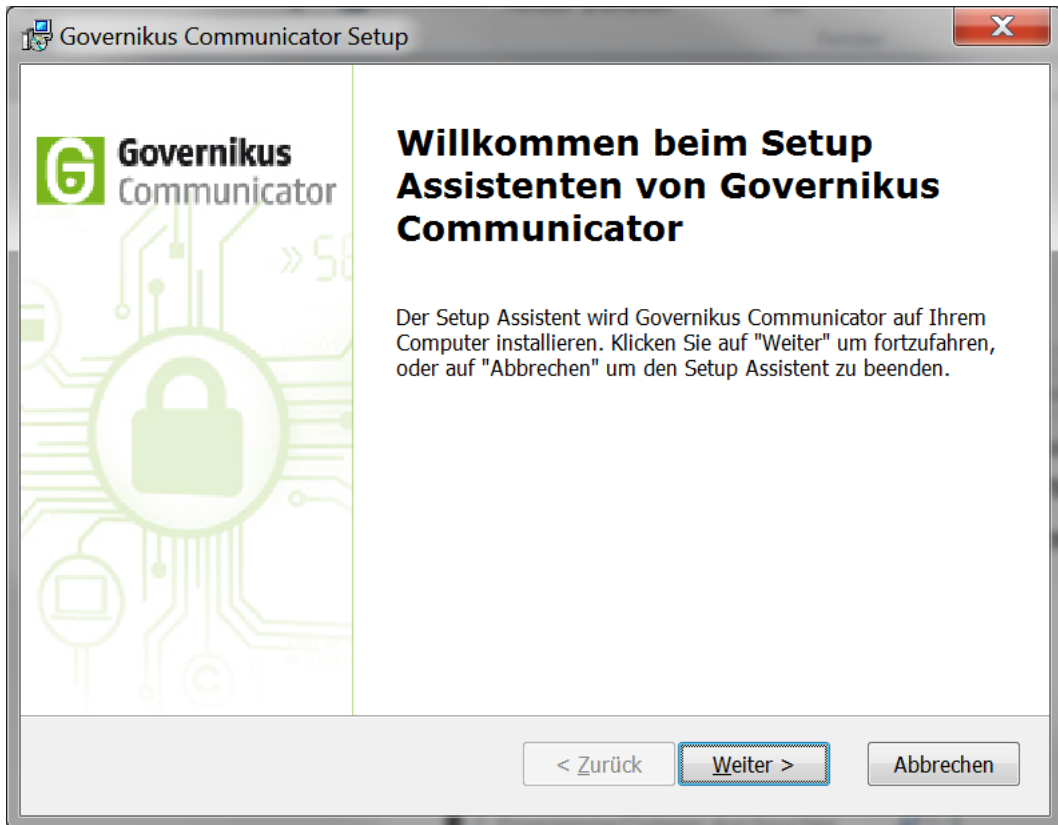 Governikus Communicator Setup
Governikus
Communicator
Willkommen beim Setup
Assistenten von Governikus
Communicator
Der Setup Assistent wird Governikus Communicator auf Ihrem
Computer installieren. Klicken Sie auf "Weiter" um fortzufahren,
oder auf "Abbrechen" um den Setup Assistent zu beenden.
< Zurück
Weiter >
Abbrechen